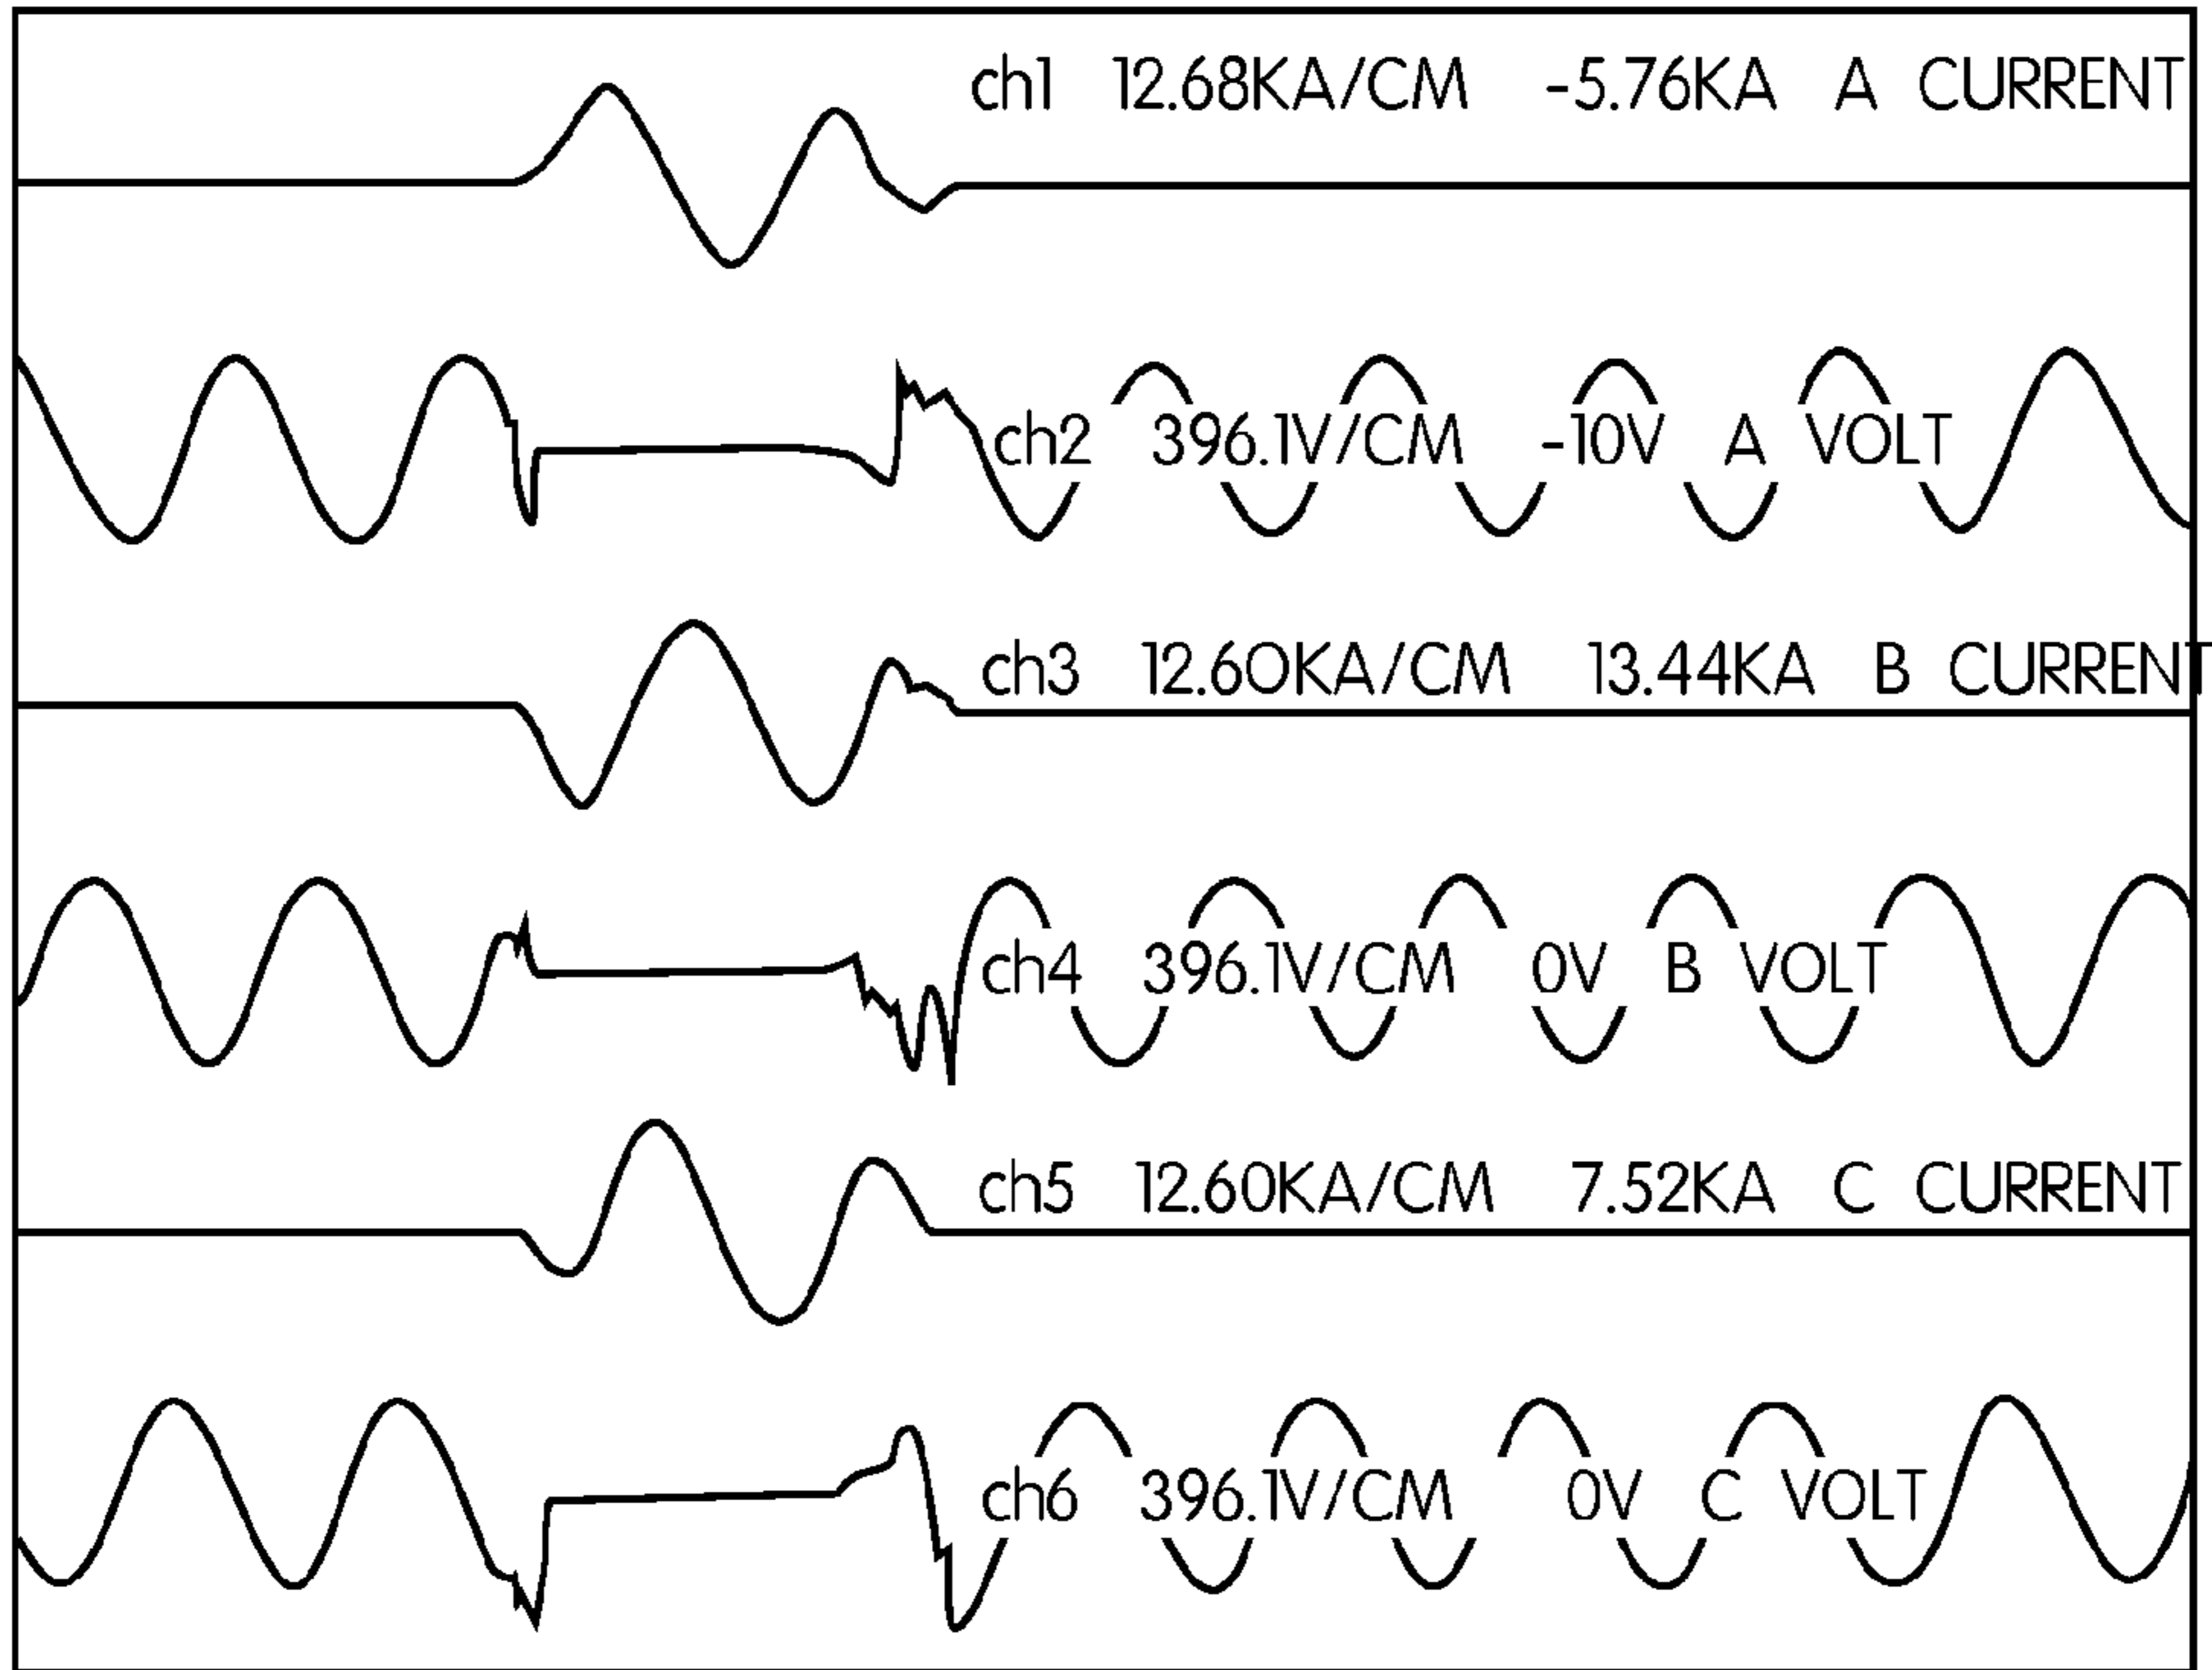 ch1 12.68KA/CM -5.76KA A CURRENT
ch2 396.1V/CM -10V A VOLT
ch3 12.60KA/CM 13.44KA B CURRENT
ch4 396.1V/CM 0V B VOLT
ch5 12.60KA/CM 7.52KA C CURRENT
ch6 396.1V/CM 0V C VOLT